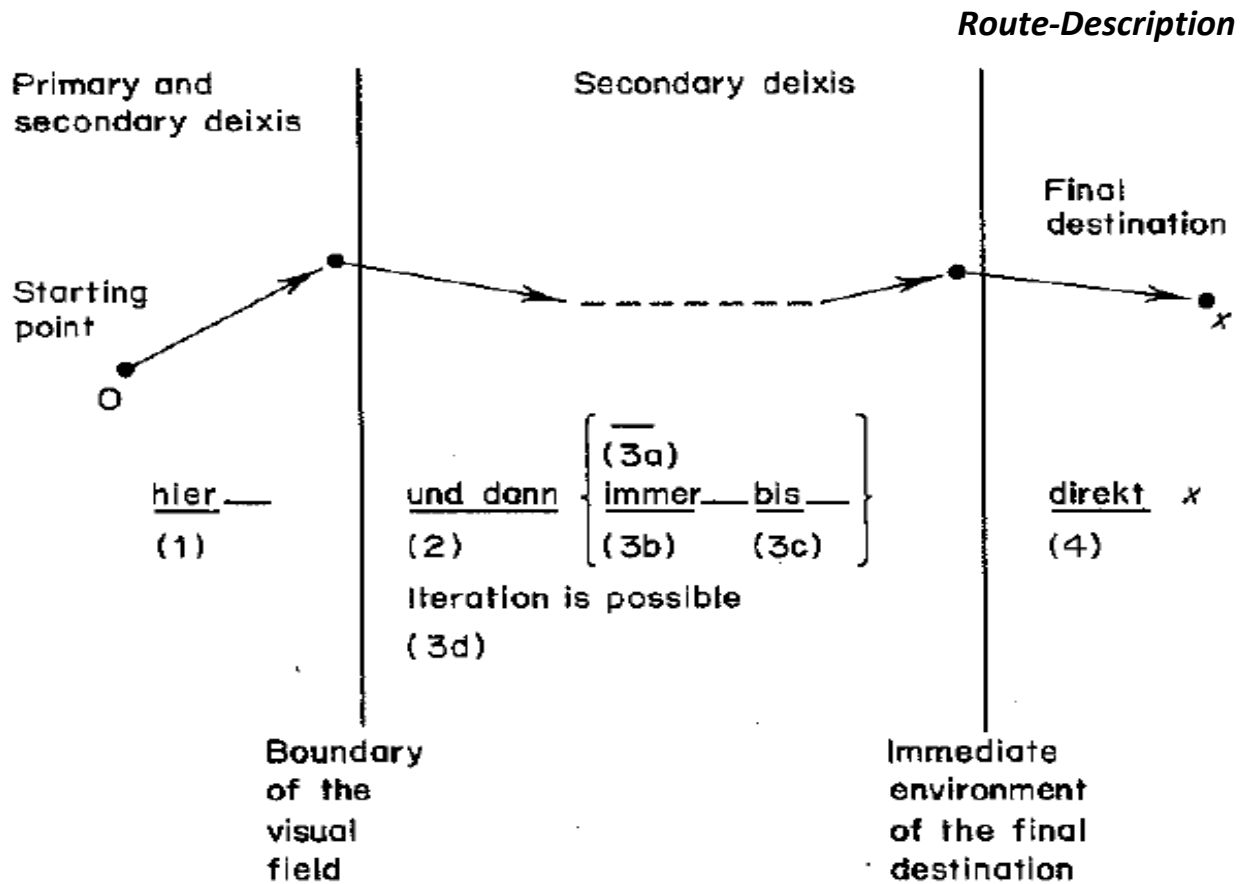 Route-Description
Primary and
secondary deixis
Secondary deixis
Final
destination
Starting
point
O
x
(3a)
hier und dann immer bis direkt x
(1) (2) (3b) (3c) (4)
Iteration is possible
(3d)
Boundary
of the
visual
field
Immediate
environment
of the final
destination